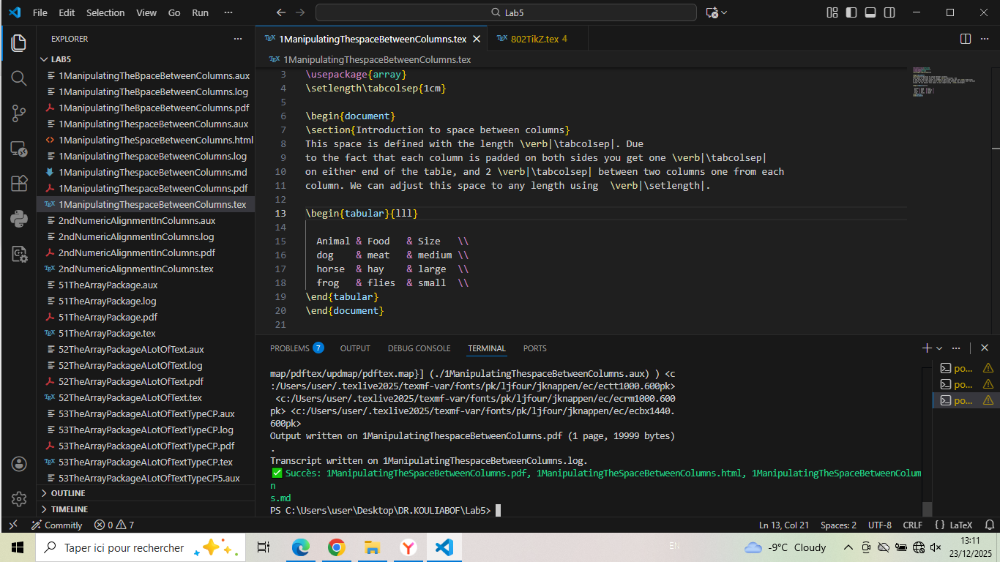 File Edit Selection View Go Run ··· Lab5
EXPLORER ···
1ManipulatingThespaceBetweenColumns.tex 802TikZ.tex 4
1ManipulatingThespaceBetweenColumns.tex
LAB5
1ManipulatingTheBpaceBetweenColumns.aux
1ManipulatingTheBpaceBetweenColumns.log
1ManipulatingTheBpaceBetweenColumns.pdf
1ManipulatingThespaceBetweenColumns.aux
1ManipulatingTheSpaceBetweenColumns.html
1ManipulatingThespaceBetweenColumns.log
1ManipulatingTheSpaceBetweenColumns.md
1ManipulatingThespaceBetweenColumns.pdf
1ManipulatingThespaceBetweenColumns.tex
2ndNumericAlignmentInColumns.aux
2ndNumericAlignmentInColumns.log
2ndNumericAlignmentInColumns.pdf
2ndNumericAlignmentInColumns.tex
51TheArrayPackage.aux
51TheArrayPackage.log
51TheArrayPackage.pdf
51TheArrayPackage.tex
52TheArrayPackageALotOfText.aux
52TheArrayPackageALotOfText.log
52TheArrayPackageALotOfText.pdf
52TheArrayPackageALotOfText.tex
53TheArrayPackageALotOfTextTypeCP.aux
53TheArrayPackageALotOfTextTypeCP.log
53TheArrayPackageALotOfTextTypeCP.pdf
53TheArrayPackageALotOfTextTypeCP.tex
53TheArrayPackageALotOfTextTypeCP5.aux
OUTLINE
TIMELINE
3 \usepackage{array}
4 \setlength\tabcolsep{1cm}
5
6 \begin{document}
7 \section{Introduction to space between columns}
8 This space is defined with the length \verb|\tabcolsep|. Due
9 to the fact that each column is padded on both sides you get one \verb|\tabcolsep|
10 on either end of the table, and 2 \verb|\tabcolsep| between two columns one from each
11 column. We can adjust this space to any length using  \verb|\setlength|.
12
13 \begin{tabular}{lll}
14
15 Animal & Food   & Size   \\
16 dog    & meat   & medium \\
17 horse  & hay    & large  \\
18 frog   & flies  & small  \\
19 \end{tabular}
20 \end{document}
21
PROBLEMS 7 OUTPUT DEBUG CONSOLE TERMINAL PORTS
map/pdftex/updmap/pdftex.map}] (./1ManipulatingThespaceBetweenColumns.aux) ) <c
:/Users/user/.texlive2025/texmf-var/fonts/pk/ljfour/jknappen/ec/ectt1000.600pk>
<c:/Users/user/.texlive2025/texmf-var/fonts/pk/ljfour/jknappen/ec/ecrm1000.600
pk> <c:/Users/user/.texlive2025/texmf-var/fonts/pk/ljfour/jknappen/ec/ecbx1440.
600pk>
Output written on 1ManipulatingThespaceBetweenColumns.pdf (1 page, 19999 bytes)
.
Transcript written on 1ManipulatingThespaceBetweenColumns.log.
✅ Succès: 1ManipulatingTheSpaceBetweenColumns.pdf, 1ManipulatingTheSpaceBetweenColumns.html, 1ManipulatingTheSpaceBetweenColum
n
s.md
PS C:\Users\user\Desktop\DR.KOULIABOF\Lab5>
po...
po...
po...
Commitly 0 7 Ln 13, Col 21 Spaces: 2 UTF-8 CRLF { } LaTeX
Taper ici pour rechercher EN -9°C Cloudy 13:11
23/12/2025